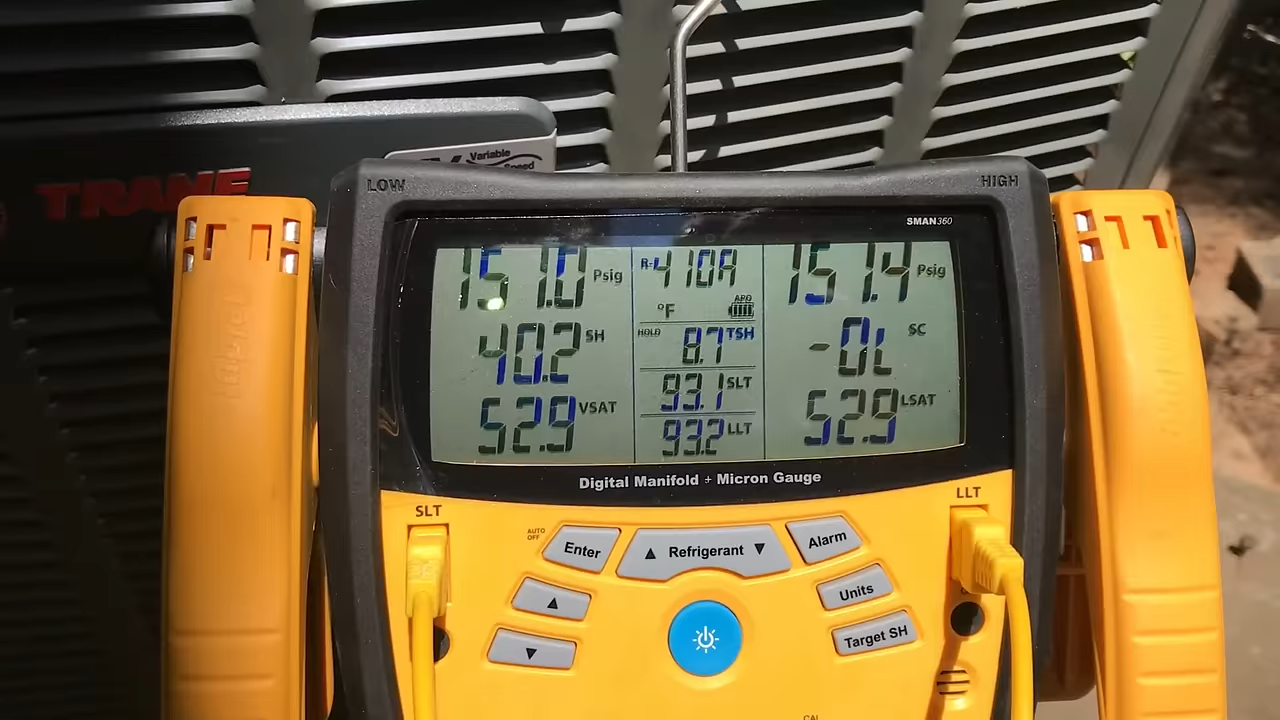 Variable
Speed
TRANE
LOW
HIGH
SMAN360
151.0 Psig
R-410A
151.4 Psig
°F
APO
40.2 SH
HOLD 8.7 TSH
-OL SC
93.1 SLT
52.9 VSAT
93.2 LLT
52.9 LSAT
Digital Manifold + Micron Gauge
SLT
LLT
AUTO
OFF
Enter
▲ Refrigerant ▼
Alarm
▲
Units
▼
Target SH
CAL